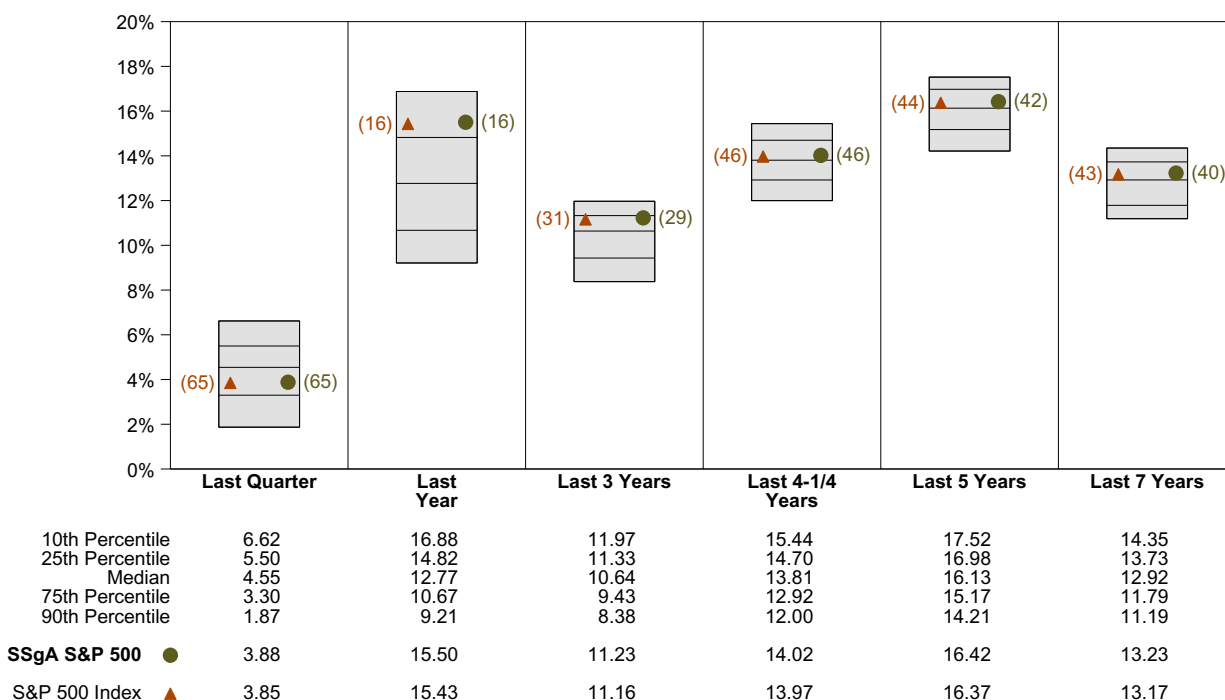 20%
18%
16%
14%
12%
10%
8%
6%
4%
2%
0%
(65) (65)
(16) (16)
(31) (29)
(46) (46)
(44) (42)
(43) (40)
Last Quarter Last Year Last 3 Years Last 4-1/4 Years Last 5 Years Last 7 Years
10th Percentile 6.62 16.88 11.97 15.44 17.52 14.35
25th Percentile 5.50 14.82 11.33 14.70 16.98 13.73
Median 4.55 12.77 10.64 13.81 16.13 12.92
75th Percentile 3.30 10.67 9.43 12.92 15.17 11.79
90th Percentile 1.87 9.21 8.38 12.00 14.21 11.19
SSgA S&P 500 3.88 15.50 11.23 14.02 16.42 13.23
S&P 500 Index 3.85 15.43 11.16 13.97 16.37 13.17